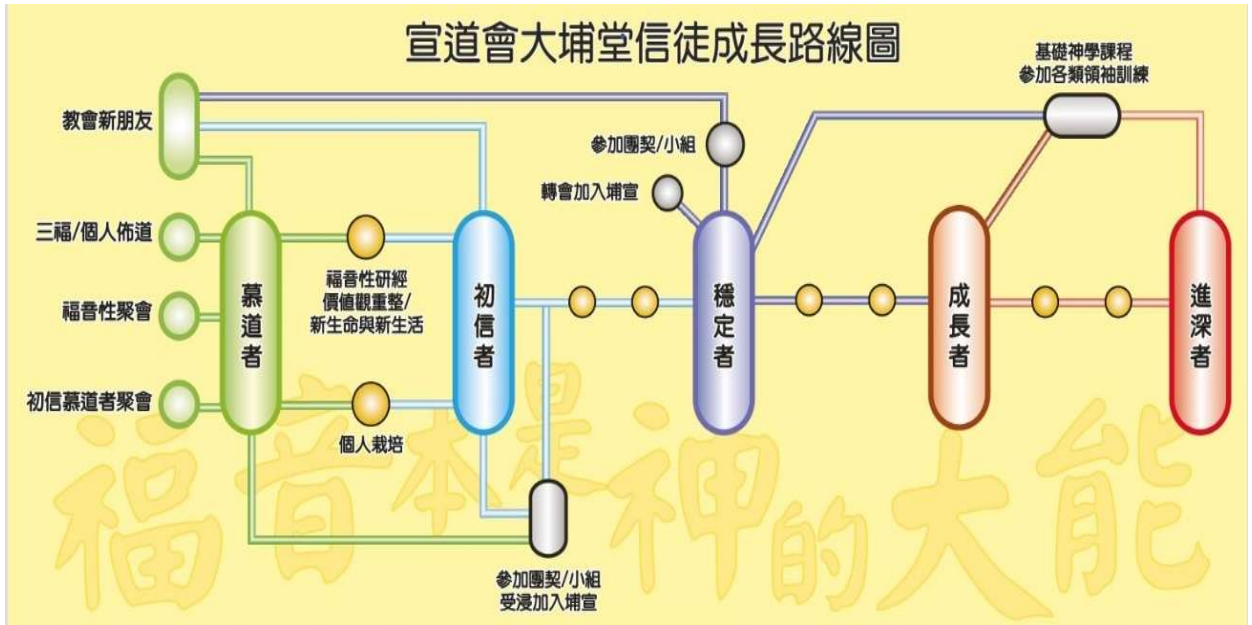 宣道會大埔堂信徒成長路線圖
基礎神學課程
參加各類領袖訓練
教會新朋友
參加團契/小組
轉會加入埔宣
三福/個人佈道
福音性聚會
初信慕道者聚會
慕道者
福音性研經
價值觀重整/
新生命與新生活
個人栽培
初信者
穩定者
成長者
進深者
參加團契/小組
受浸加入埔宣
福音本是神的大能